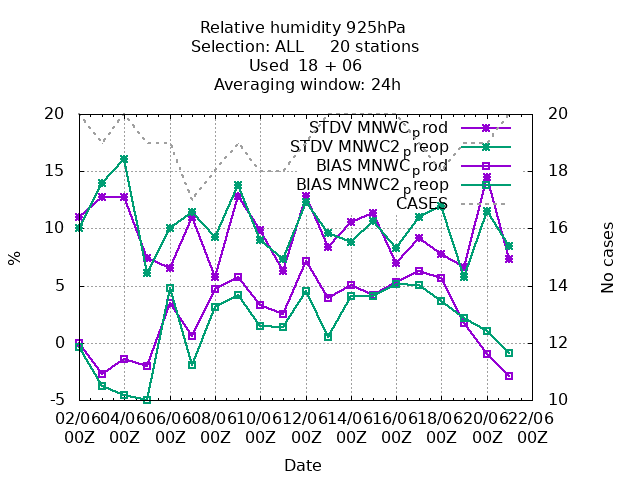 Relative humidity 925hPa
Selection: ALL 20 stations
Used 18 + 06
Averaging window: 24h
STDV MNWC_prod
STDV MNWC2_preop
BIAS MNWC_prod
BIAS MNWC2_preop
CASES
20
15
10
5
0
-5
%
20
18
16
14
12
10
No cases
02/06 04/06 06/06 08/06 10/06 12/06 14/06 16/06 18/06 20/06 22/06
00Z 00Z 00Z 00Z 00Z 00Z 00Z 00Z 00Z 00Z 00Z
Date